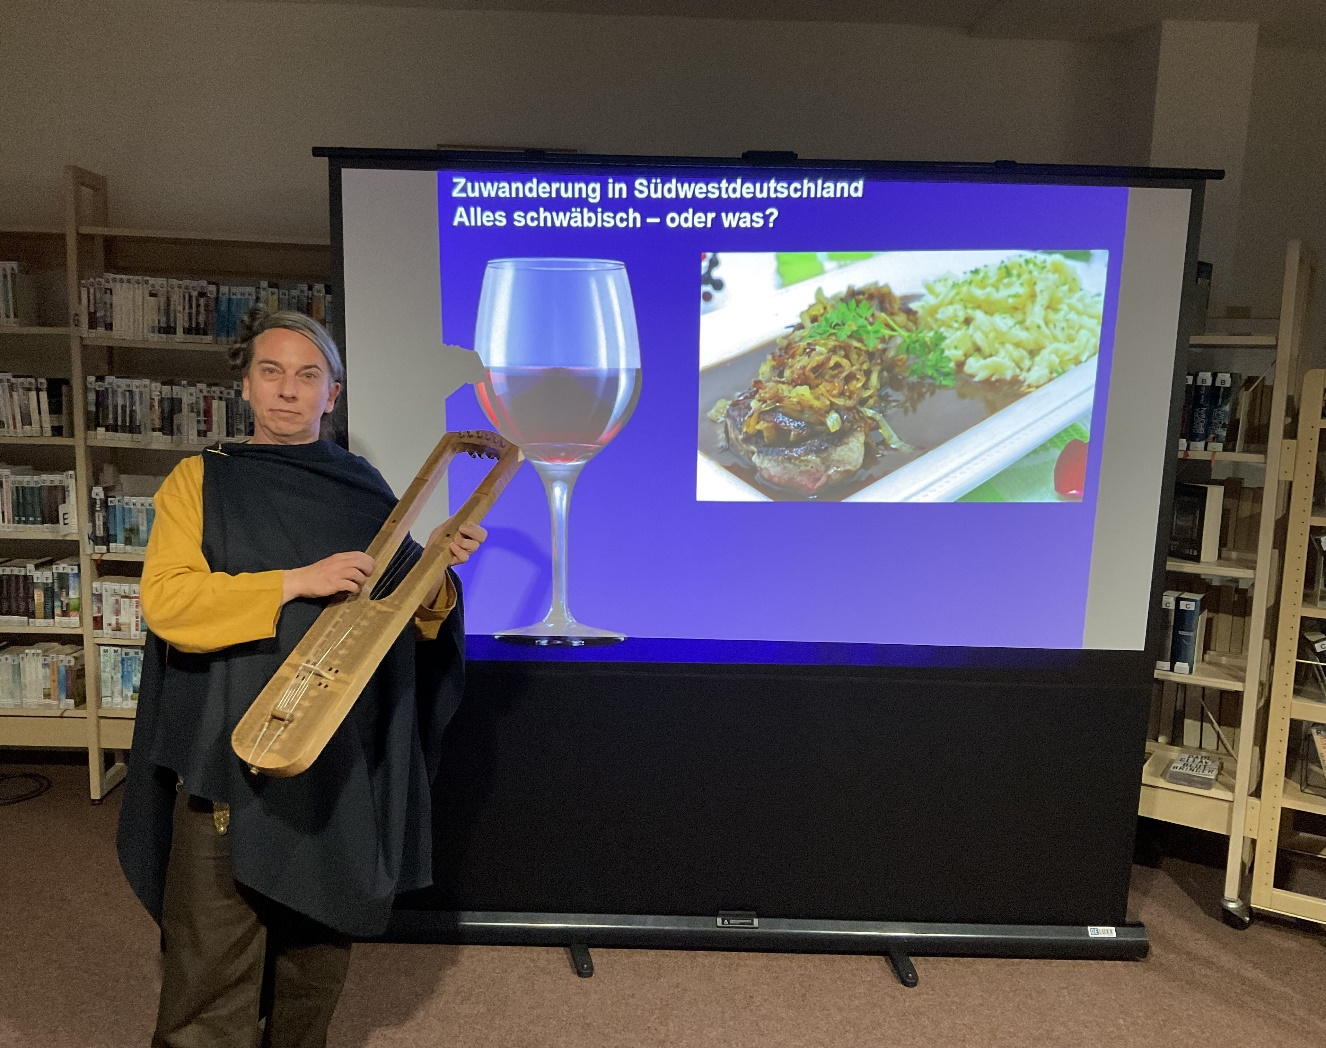 Zuwanderung in Südwestdeutschland
Alles schwäbisch – oder was?